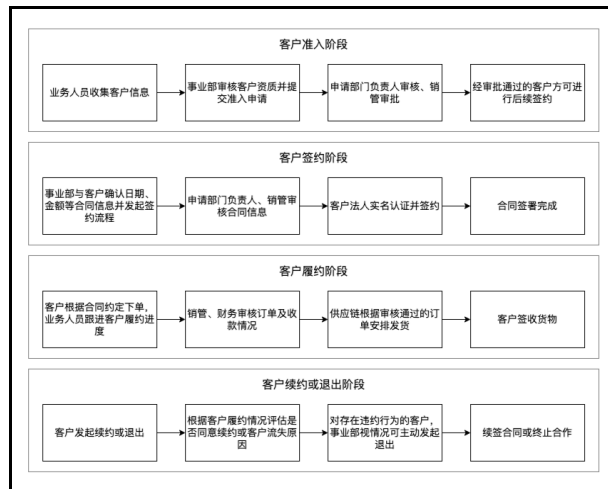 客户准入阶段
业务人员收集客户信息
事业部审核客户资质并提
交准入申请
申请部门负责人审核、销
管审批
经审批通过的客户方可进
行后续签约
客户签约阶段
事业部与客户确认日期、
金额等合同信息并发起签
约流程
申请部门负责人、销管审
核合同信息
客户法人实名认证并签约
合同签署完成
客户履约阶段
客户根据合同约定下单，
业务人员跟进客户履约进
度
销管、财务审核订单及收
款情况
供应链根据审核通过的订
单安排发货
客户签收货物
客户续约或退出阶段
客户发起续约或退出
根据客户履约情况评估是
否同意续约或客户流失原
因
对存在违约行为的客户，
事业部视情况可主动发起
退出
续签合同或终止合作